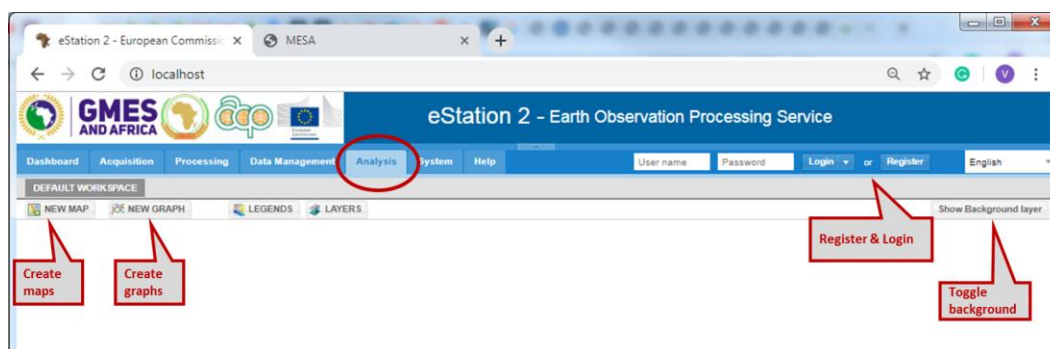 eStation 2 - European Commissio
MESA
localhost
V
GMES
AND AFRICA
acp
eStation 2 - Earth Observation Processing Service
Dashboard Acquisition Processing Data Management Analysis System Help User name Password Login or Register English
DEFAULT WORKSPACE
NEW MAP NEW GRAPH LEGENDS LAYERS Show Background layer
Register & Login
Create
maps
Create
graphs
Toggle
background